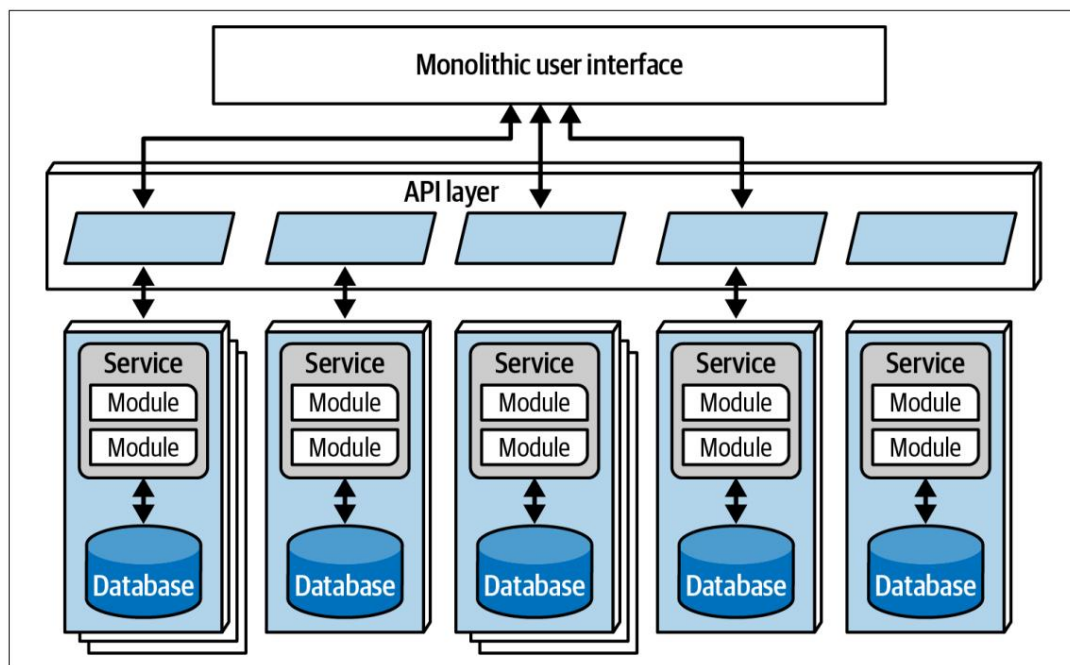 Monolithic user interface
API layer
Service
Module
Module
Database
Service
Module
Module
Database
Service
Module
Module
Database
Service
Module
Module
Database
Service
Module
Module
Database